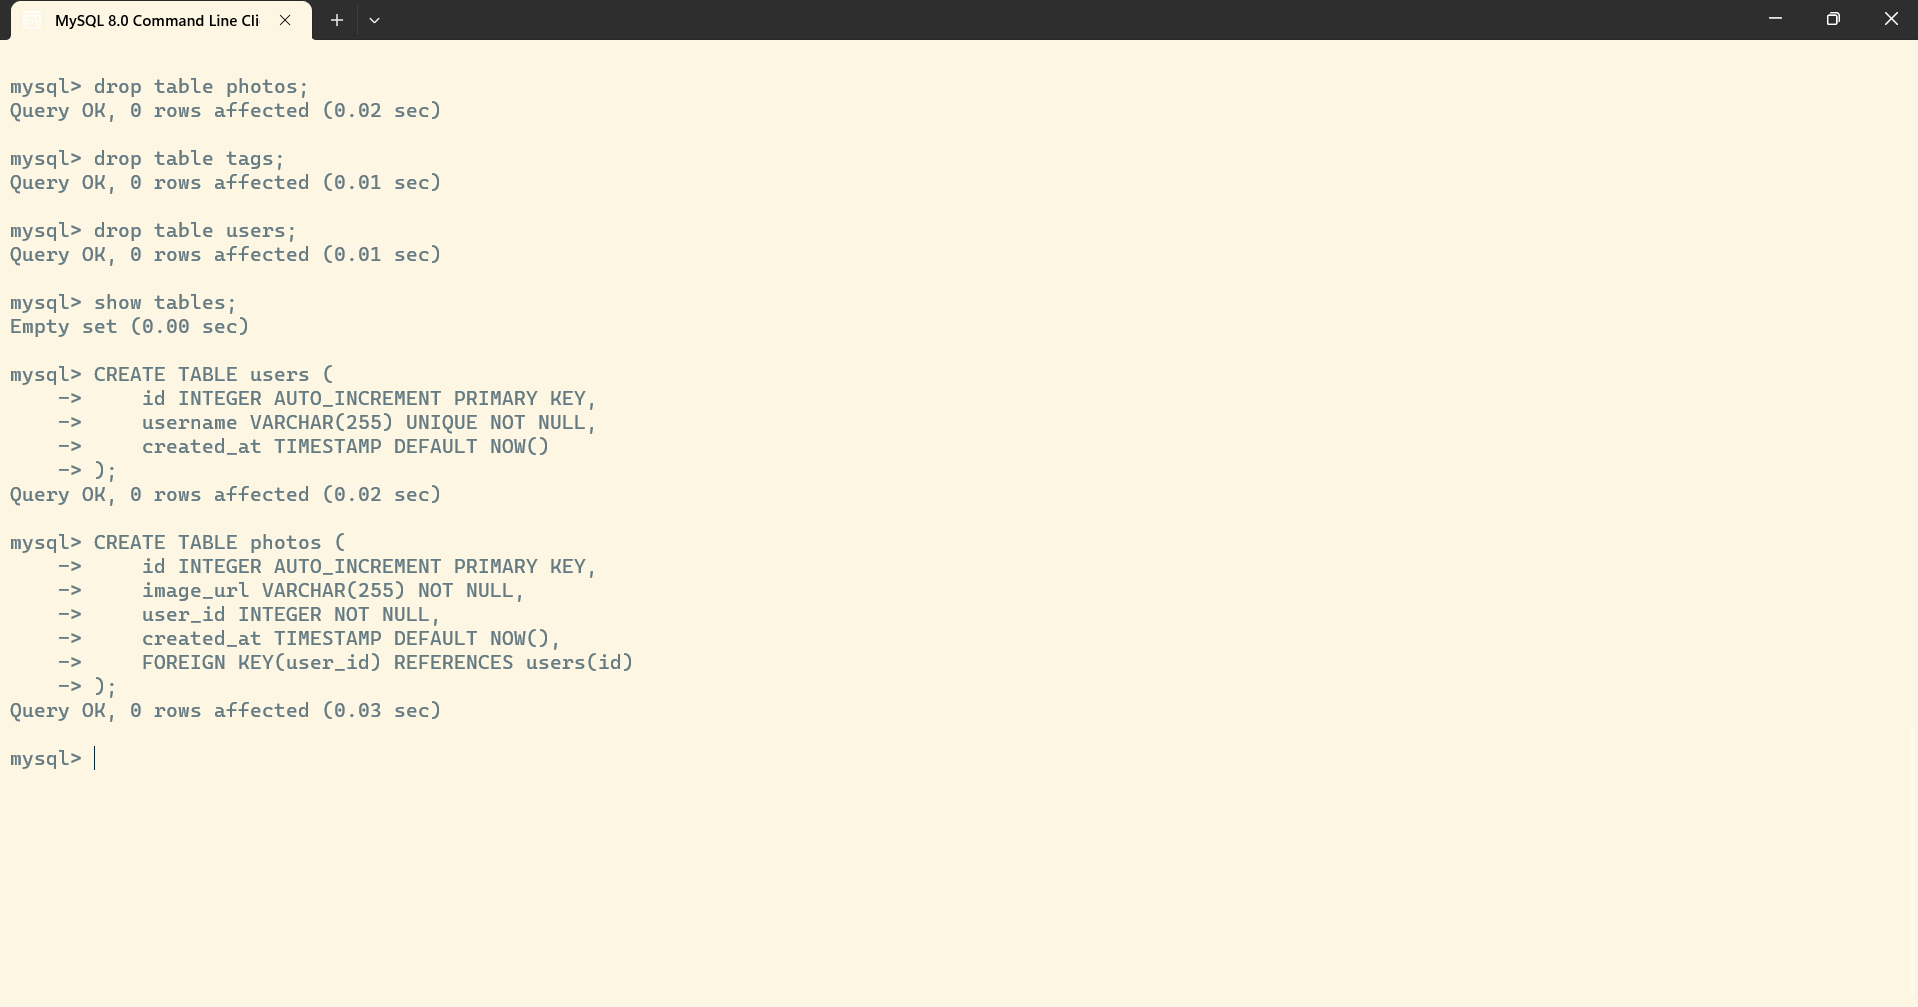 MySQL 8.0 Command Line Cli
mysql> drop table photos;
Query OK, 0 rows affected (0.02 sec)
mysql> drop table tags;
Query OK, 0 rows affected (0.01 sec)
mysql> drop table users;
Query OK, 0 rows affected (0.01 sec)
mysql> show tables;
Empty set (0.00 sec)
mysql> CREATE TABLE users (
    ->     id INTEGER AUTO_INCREMENT PRIMARY KEY,
    ->     username VARCHAR(255) UNIQUE NOT NULL,
    ->     created_at TIMESTAMP DEFAULT NOW()
    -> );
Query OK, 0 rows affected (0.02 sec)
mysql> CREATE TABLE photos (
    ->     id INTEGER AUTO_INCREMENT PRIMARY KEY,
    ->     image_url VARCHAR(255) NOT NULL,
    ->     user_id INTEGER NOT NULL,
    ->     created_at TIMESTAMP DEFAULT NOW(),
    ->     FOREIGN KEY(user_id) REFERENCES users(id)
    -> );
Query OK, 0 rows affected (0.03 sec)
mysql>